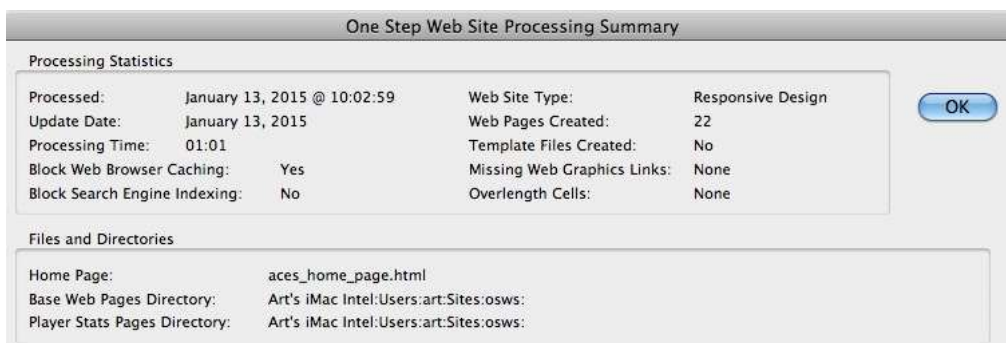 One Step Web Site Processing Summary
Processing Statistics
Processed: January 13, 2015 @ 10:02:59
Update Date: January 13, 2015
Processing Time: 01:01
Block Web Browser Caching: Yes
Block Search Engine Indexing: No
Web Site Type: Responsive Design
Web Pages Created: 22
Template Files Created: No
Missing Web Graphics Links: None
Overlength Cells: None
OK
Files and Directories
Home Page: aces_home_page.html
Base Web Pages Directory: Art's iMac Intel:Users:art:Sites:osws:
Player Stats Pages Directory: Art's iMac Intel:Users:art:Sites:osws: